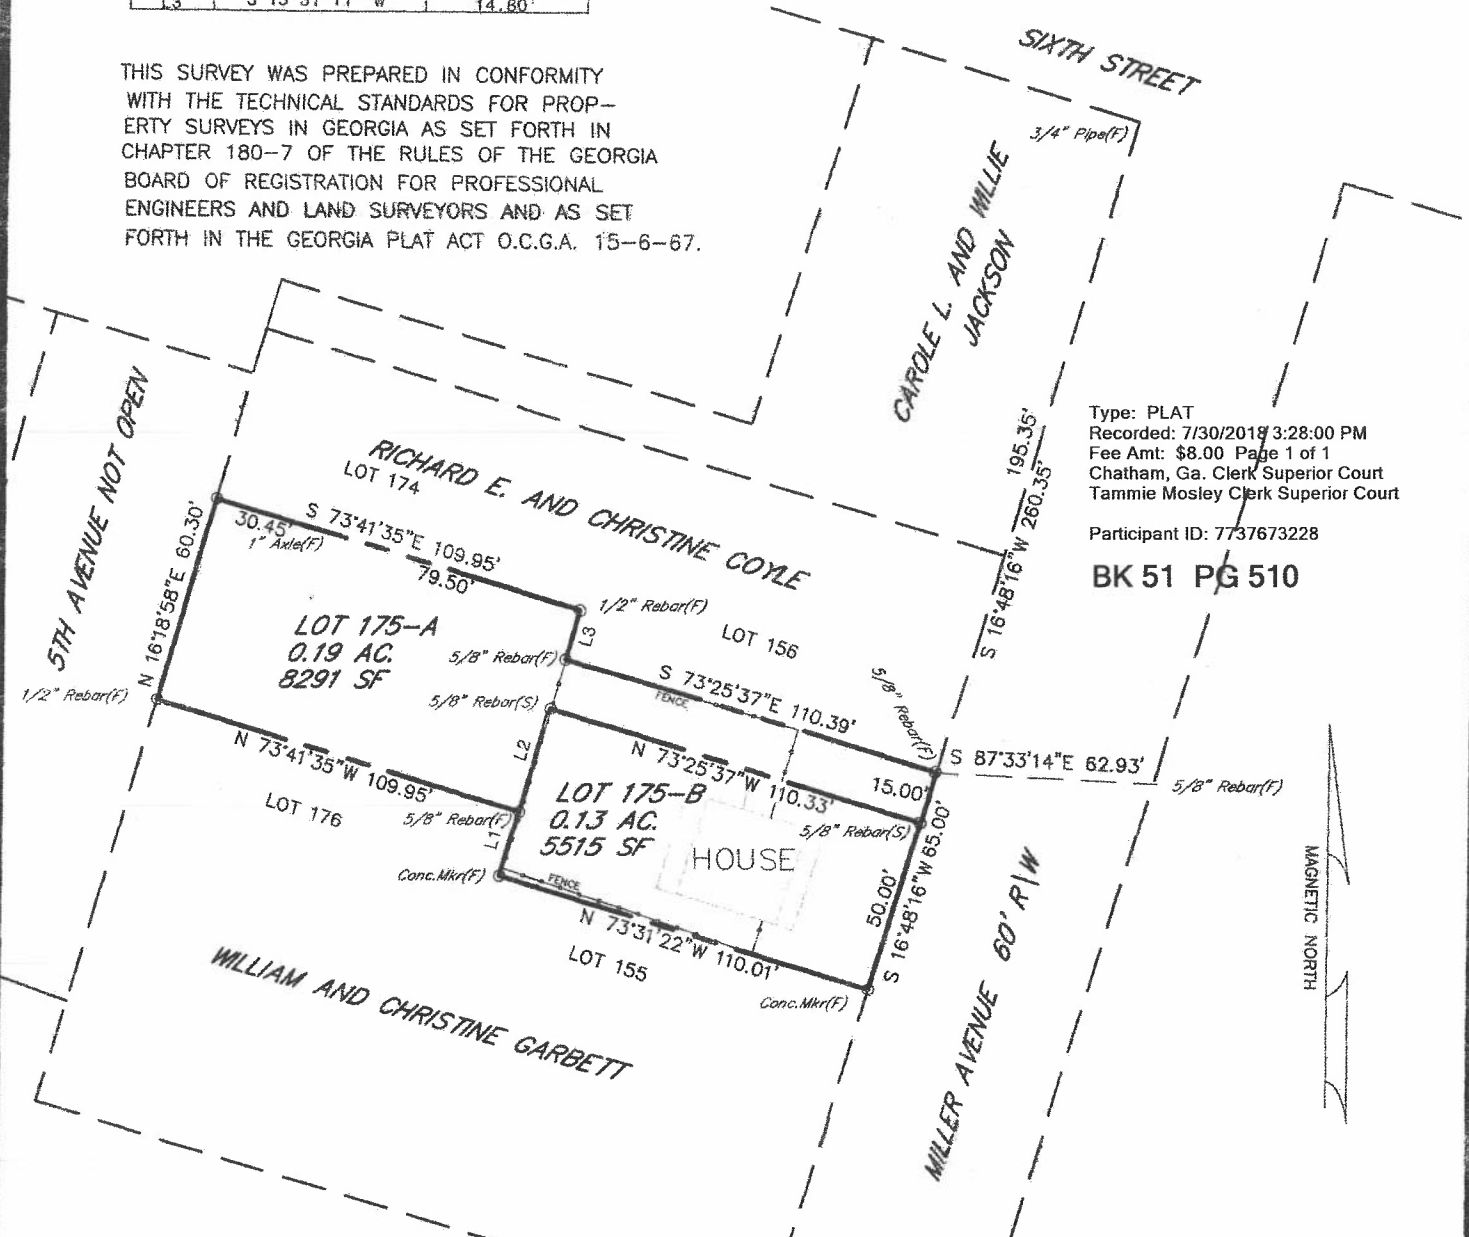 L3 S 15°31'11" W 14.80'
THIS SURVEY WAS PREPARED IN CONFORMITY
WITH THE TECHNICAL STANDARDS FOR PROP-
ERTY SURVEYS IN GEORGIA AS SET FORTH IN
CHAPTER 180-7 OF THE RULES OF THE GEORGIA
BOARD OF REGISTRATION FOR PROFESSIONAL
ENGINEERS AND LAND SURVEYORS AND AS SET
FORTH IN THE GEORGIA PLAT ACT O.C.G.A. 15-6-67.
SIXTH STREET
3/4" Pipe(F)
CAROLE L. AND WILLIE
JACKSON
195.35'
S 16°48'16"W 260.35'
Type: PLAT
Recorded: 7/30/2018 3:28:00 PM
Fee Amt: $8.00 Page 1 of 1
Chatham, Ga. Clerk Superior Court
Tammie Mosley Clerk Superior Court
Participant ID: 7737673228
BK 51 PG 510
5TH AVENUE NOT OPEN
RICHARD E. AND CHRISTINE COYLE
LOT 174
N 16°18'58"E 60.30'
S 73°41'35"E 109.95'
30.45'
1" Axle(F)
79.50'
1/2" Rebar(F)
LOT 175-A
0.19 AC.
8291 SF
L3
LOT 156
5/8" Rebar(F)
5/8" Rebar(S)
1/2" Rebar(F)
S 73°25'37"E 110.39'
FENCE
5/8" Rebar(F)
S 87°33'14"E 62.93'
5/8" Rebar(F)
N 73°41'35"W 109.95'
L2
N 73°25'37"W 110.33'
15.00'
LOT 176
5/8" Rebar(F)
LOT 175-B
0.13 AC.
5515 SF
5/8" Rebar(S)
HOUSE
L1
Conc.Mkr(F)
FENCE
50.00'
S 16°48'16"W 65.00'
N 73°31'22"W 110.01'
LOT 155
Conc.Mkr(F)
WILLIAM AND CHRISTINE GARBETT
MILLER AVENUE 60' R\W
MAGNETIC NORTH